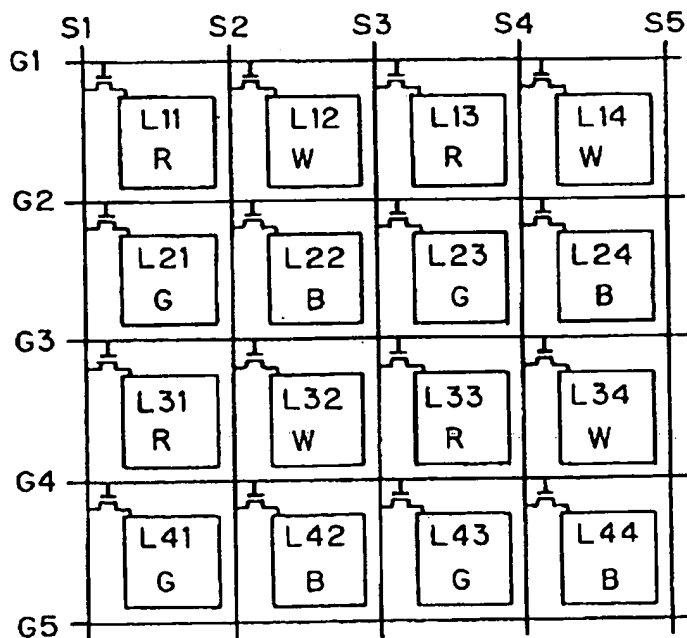 S1 S2 S3 S4 S5
G1
L11 L12 L13 L14
R W R W
G2
L21 L22 L23 L24
G B G B
G3
L31 L32 L33 L34
R W R W
G4
L41 L42 L43 L44
G B G B
G5